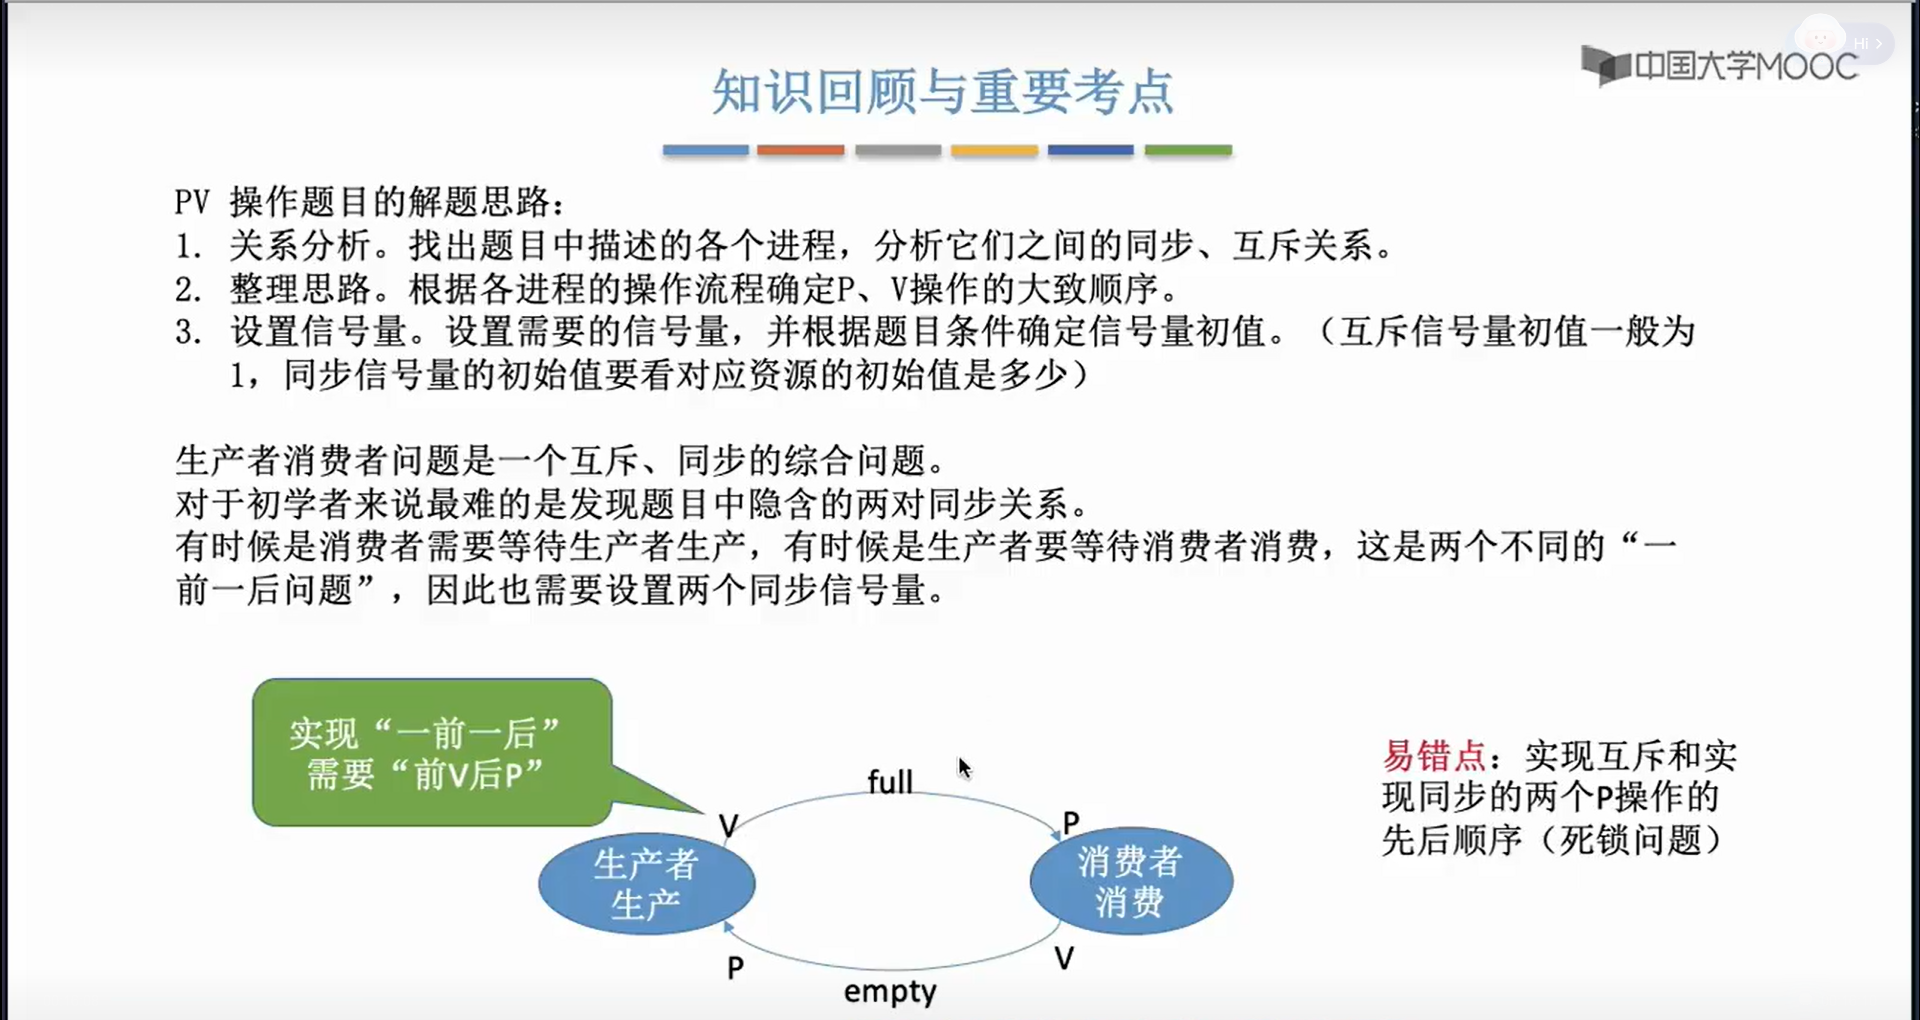 Hi >
中国大学MOOC
知识回顾与重要考点
PV 操作题目的解题思路：
1. 关系分析。找出题目中描述的各个进程，分析它们之间的同步、互斥关系。
2. 整理思路。根据各进程的操作流程确定P、V操作的大致顺序。
3. 设置信号量。设置需要的信号量，并根据题目条件确定信号量初值。（互斥信号量初值一般为
1，同步信号量的初始值要看对应资源的初始值是多少）
生产者消费者问题是一个互斥、同步的综合问题。
对于初学者来说最难的是发现题目中隐含的两对同步关系。
有时候是消费者需要等待生产者生产，有时候是生产者要等待消费者消费，这是两个不同的“一
前一后问题”，因此也需要设置两个同步信号量。
实现“一前一后”
需要“前V后P”
full
V
P
生产者
生产
消费者
消费
P
V
empty
易错点：实现互斥和实
现同步的两个P操作的
先后顺序（死锁问题）